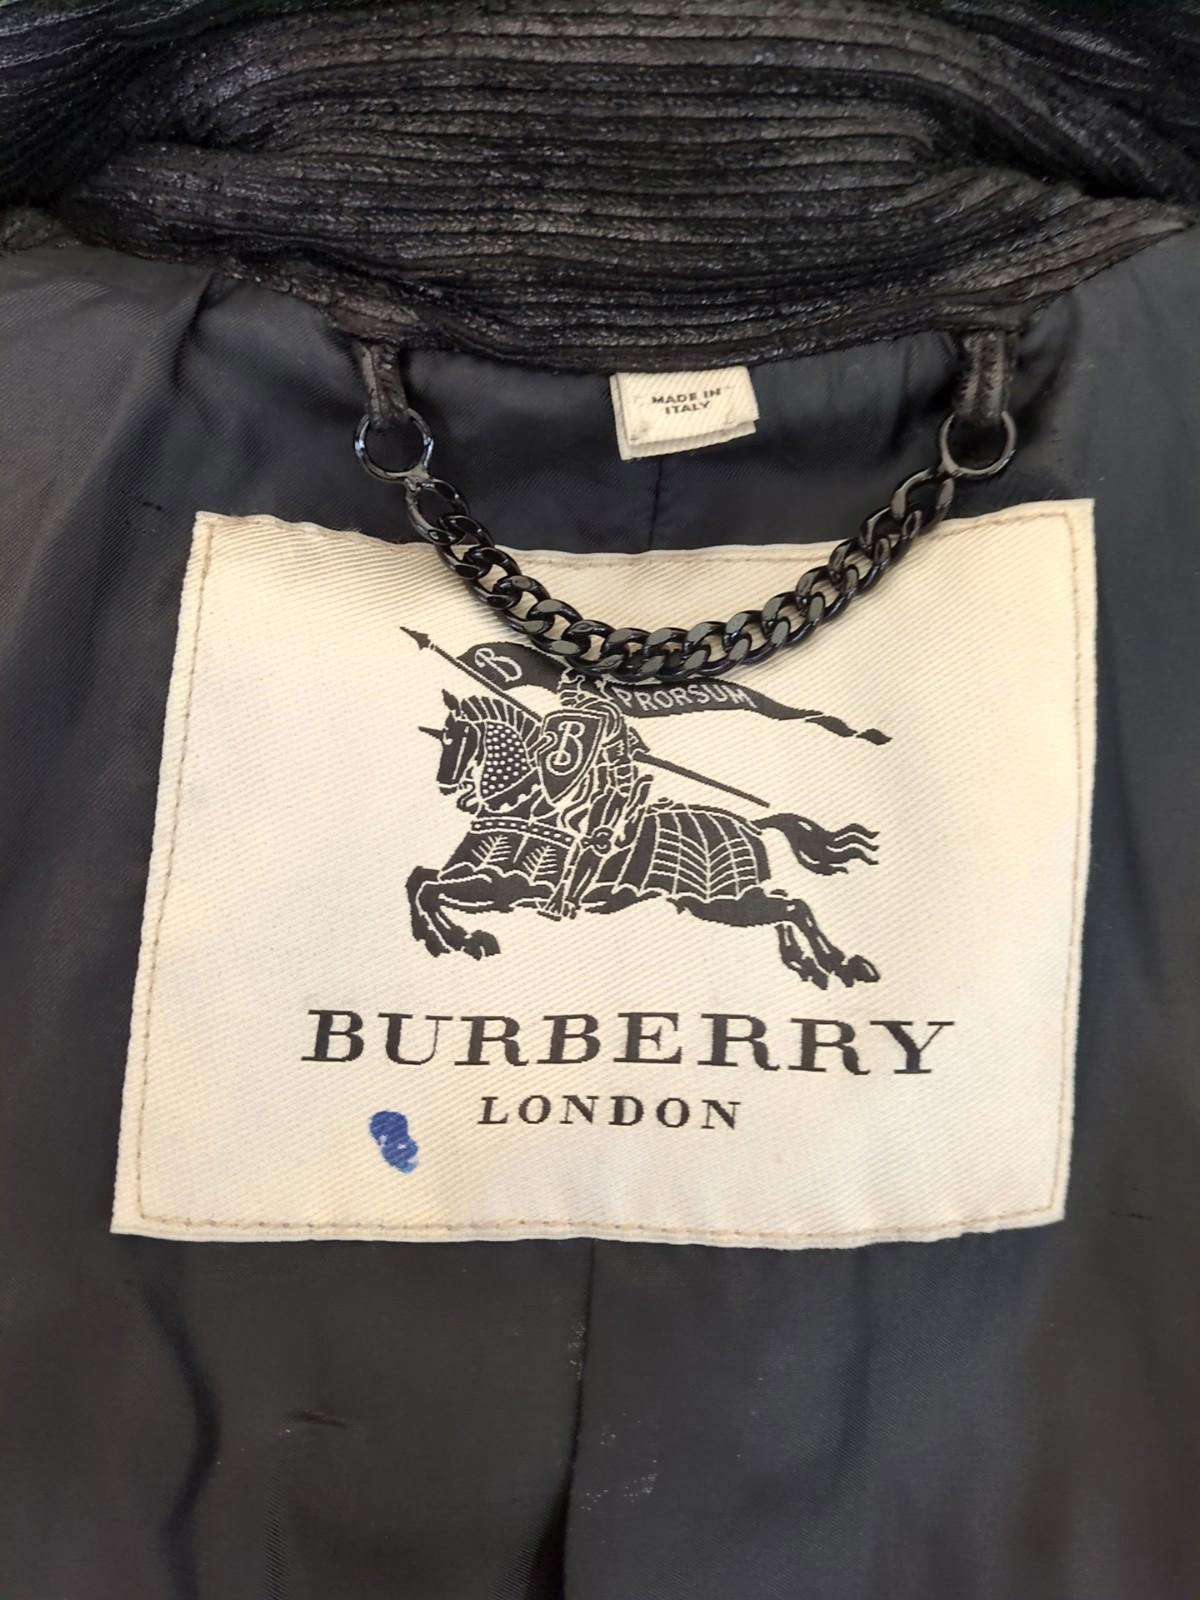 MADE IN
ITALY
B PRORSUM
B
BURBERRY
LONDON